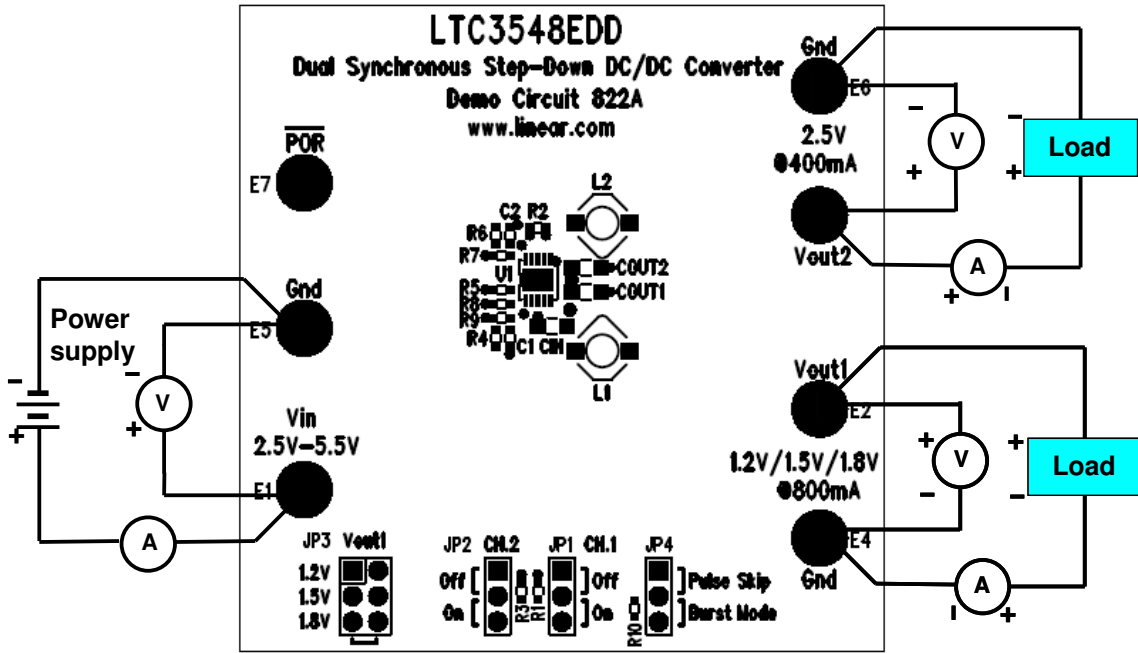 LTC3548EDD
Dual Synchronous Step-Down DC/DC Converter
Demo Circuit 822A
www.linear.com
POR
E7
Gnd
E5
Power
supply
-
V
+
-
+
Vin
2.5V-5.5V
E1
A
Gnd
E6
2.5V
@400mA
Vout2
-
V
+
-
Load
+
A
+
-
L2
C2
R2
R6
R7
U1
COUT2
COUT1
R5
R8
R9
R4
C1
CIN
L1
Vout1
E2
1.2V/1.5V/1.8V
@800mA
E4
Gnd
+
V
-
+
Load
-
A
-
+
JP3 Vout1
1.2V
1.5V
1.8V
JP2 CH.2
Off
On
R3
R1
JP1 CH.1
Off
On
JP4
Pulse Skip
Burst Mode
R10